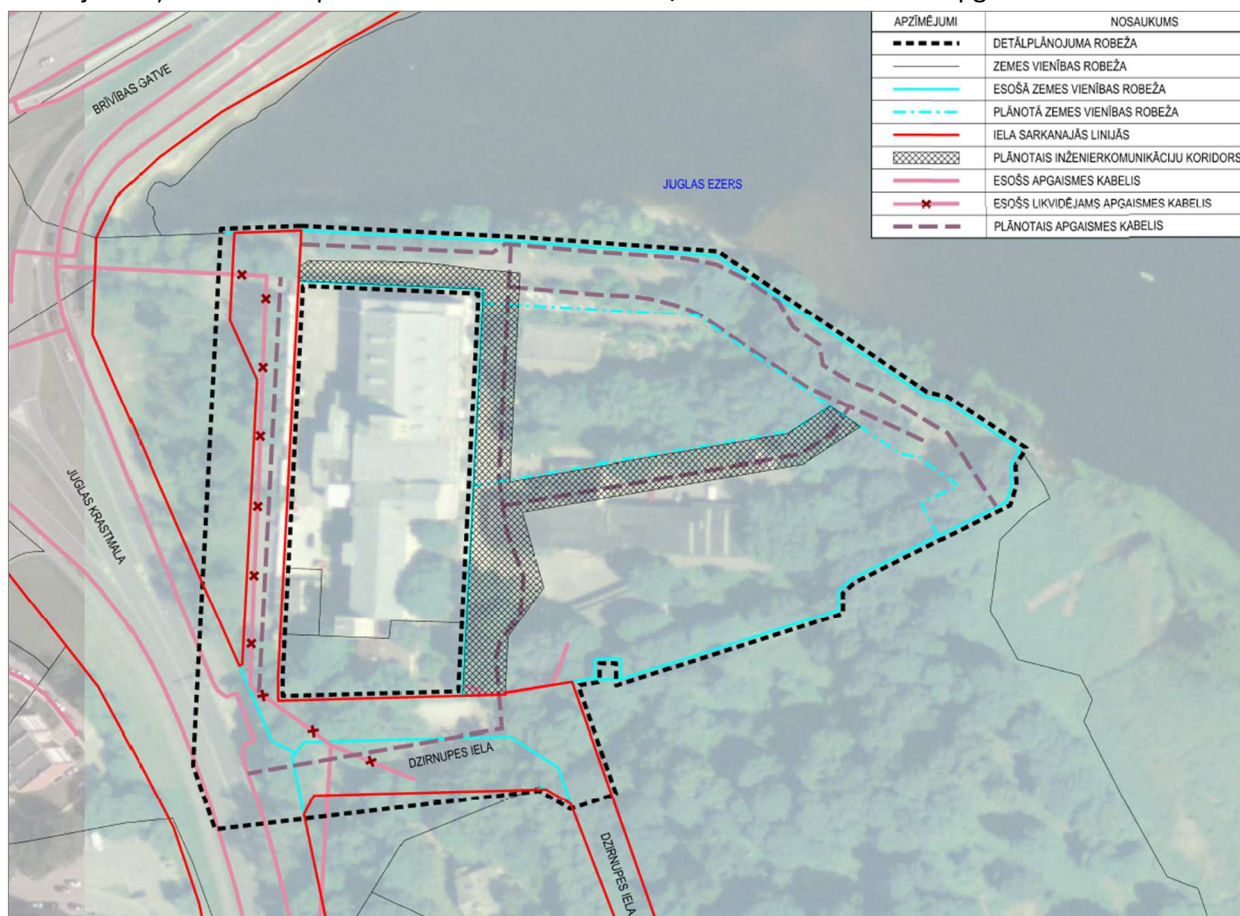 APZĪMĒJUMI NOSAUKUMS
DETĀLPLĀNOJUMA ROBEŽA
ZEMES VIENĪBAS ROBEŽA
ESOŠĀ ZEMES VIENĪBAS ROBEŽA
PLĀNOTĀ ZEMES VIENĪBAS ROBEŽA
IELA SARKANAJĀS LINIJĀS
PLĀNOTAIS INŽENIERKOMUNIKĀCIJU KORIDORS
ESOŠS APGAISMES KABELIS
ESOŠS LIKVIDĒJAMS APGAISMES KABELIS
PLĀNOTAIS APGAISMES KABELIS
BRĪVĪBAS GATVE
JUGLAS EZERS
JUGLAS KRASTMALA
DZIRNUPES IELA
DZIRNUPES IELA